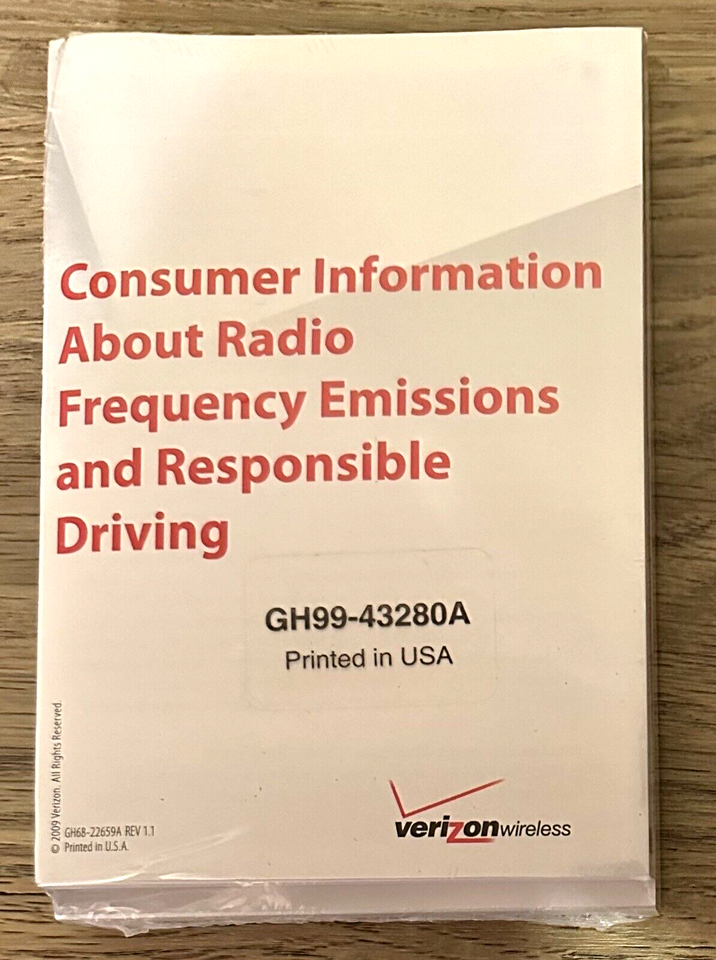 Consumer Information
About Radio
Frequency Emissions
and Responsible
Driving
GH99-43280A
Printed in USA
© 2009 Verizon. All Rights Reserved.
GH68-22659A REV 1.1
Printed in U.S.A.
verizonwireless